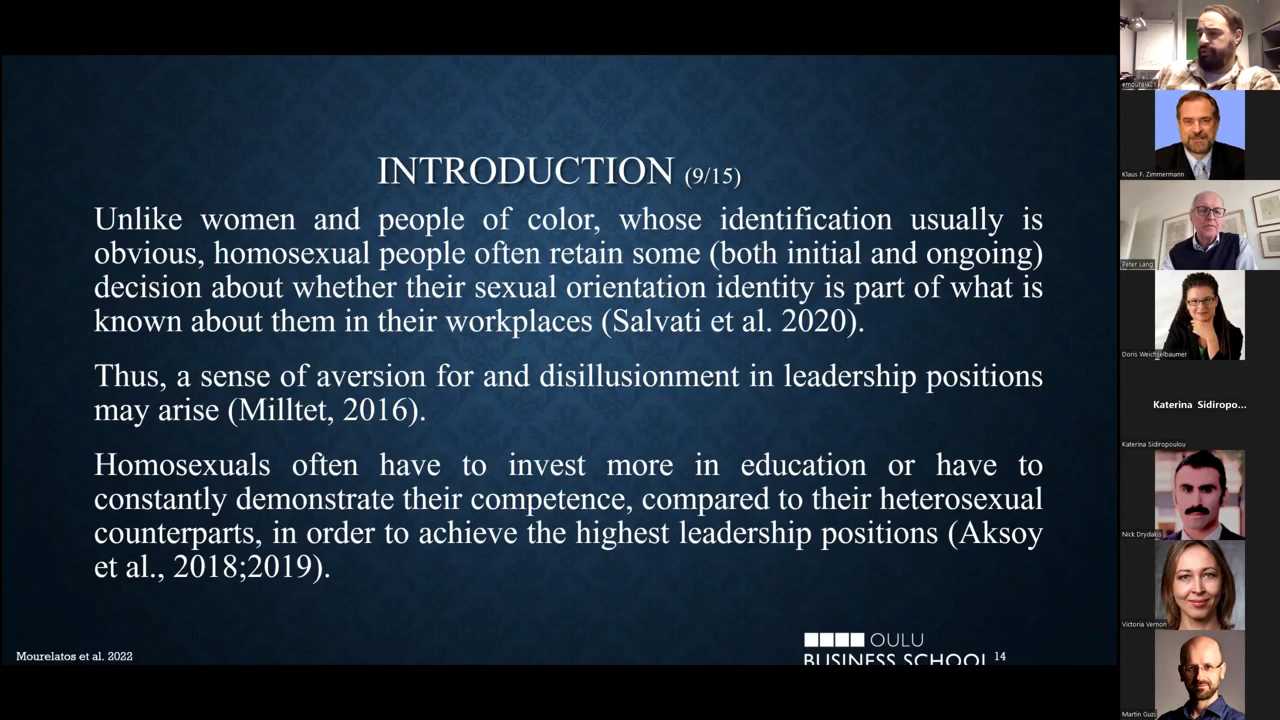 INTRODUCTION (9/15)
Unlike women and people of color, whose identification usually is
obvious, homosexual people often retain some (both initial and ongoing)
decision about whether their sexual orientation identity is part of what is
known about them in their workplaces (Salvati et al. 2020).
Thus, a sense of aversion for and disillusionment in leadership positions
may arise (Milltet, 2016).
Homosexuals often have to invest more in education or have to
constantly demonstrate their competence, compared to their heterosexual
counterparts, in order to achieve the highest leadership positions (Aksoy
et al., 2018;2019).
Mourelatos et al. 2022
OULU
BUSINESS SCHOOL
14
Klaus F. Zimmermann
Peter Lang
Doris Weichselbaumer
Katerina Sidiropo...
Katerina Sidiropoulou
Nick Drydakis
Victoria Vernon
Martin Guzi